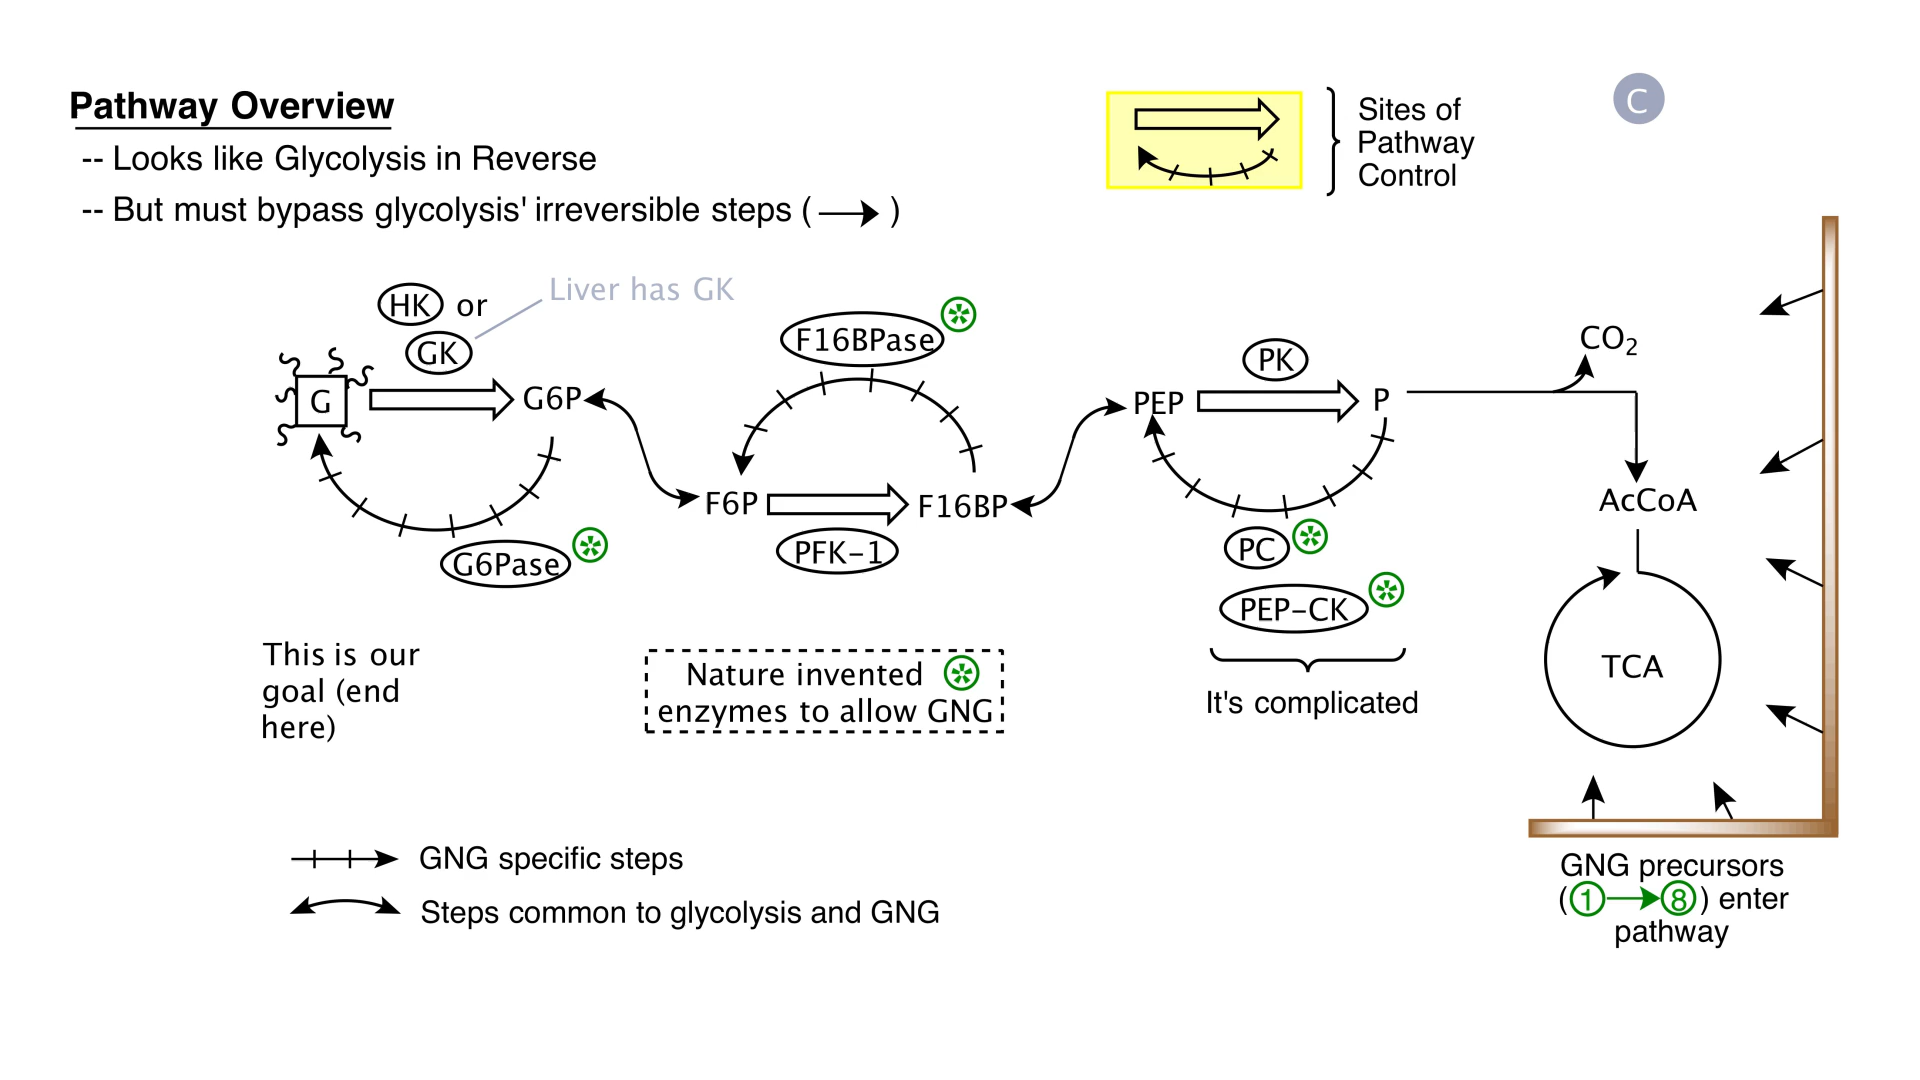 Pathway Overview
-- Looks like Glycolysis in Reverse
-- But must bypass glycolysis' irreversible steps ( )
Sites of
Pathway
Control
C
HK or
GK
Liver has GK
G
G6P
G6Pase
F16BPase
F6P
F16BP
PFK-1
PEP
PK
P
PC
PEP-CK
It's complicated
CO2
AcCoA
TCA
This is our
goal (end
here)
Nature invented
enzymes to allow GNG
GNG specific steps
Steps common to glycolysis and GNG
GNG precursors
(1 8) enter
pathway